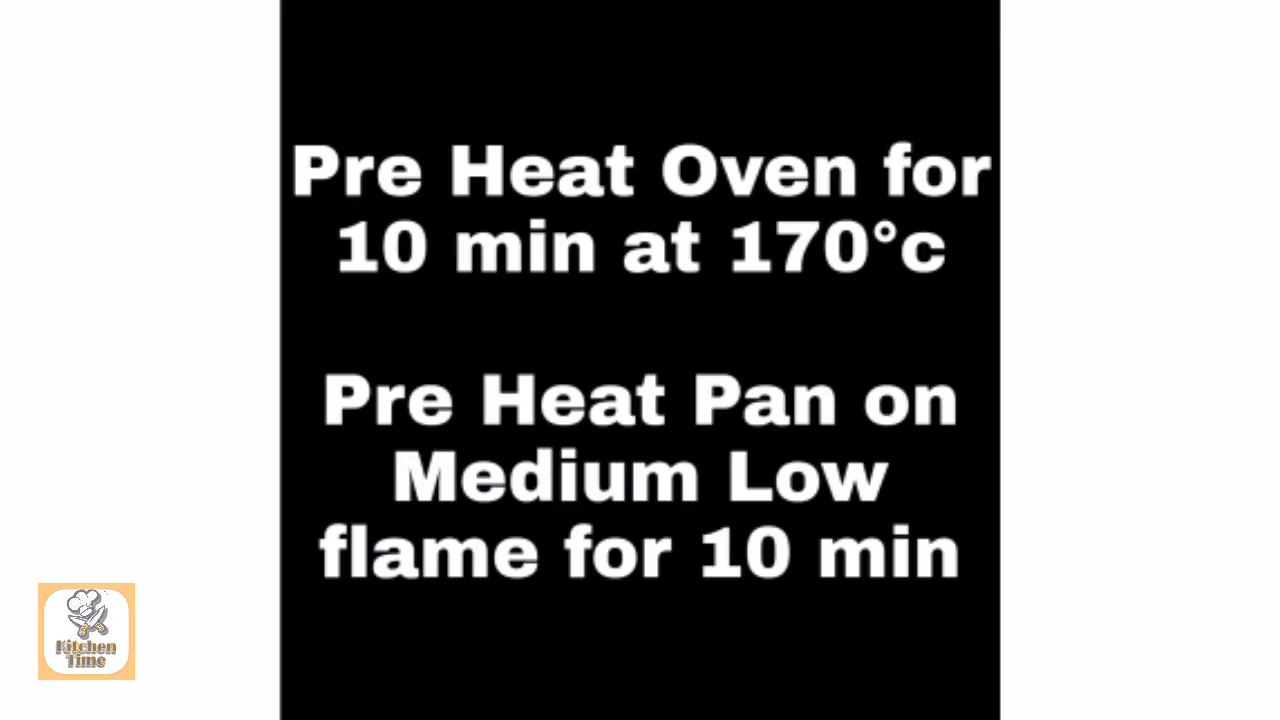 Pre Heat Oven for
10 min at 170°c
Pre Heat Pan on
Medium Low
flame for 10 min
Kitchen
Time